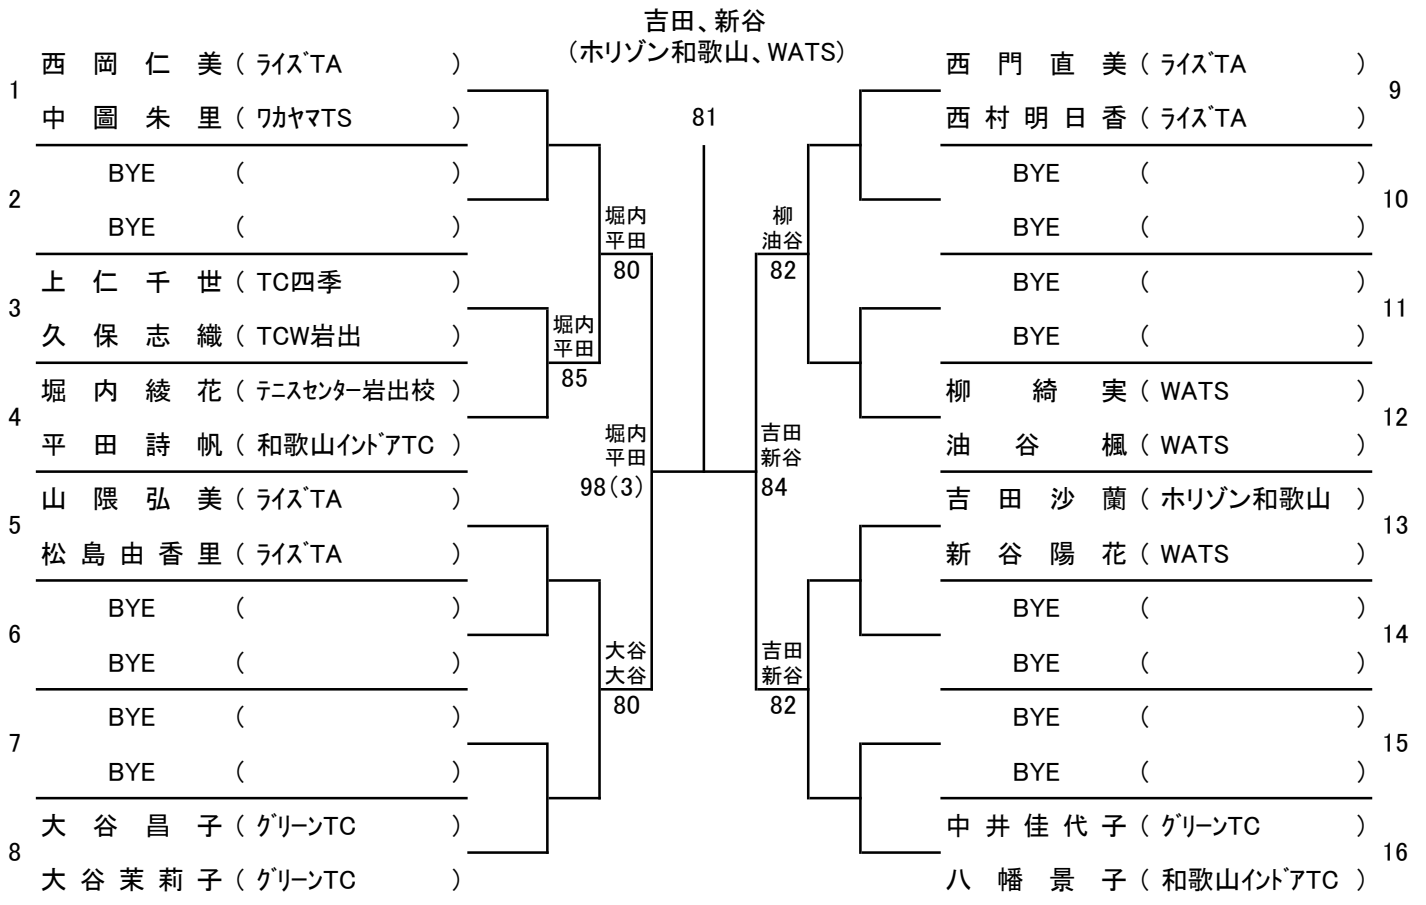 吉田、新谷
（ホリゾン和歌山、WATS）
81
1
西岡仁美 ( ライズTA )
中圖朱里 ( ワカヤマTS )
2
BYE ( )
BYE ( )
3
上仁千世 ( TC四季 )
久保志織 ( TCW岩出 )
4
堀内綾花 ( テニスセンター岩出校 )
平田詩帆 ( 和歌山インドアTC )
5
山隈弘美 ( ライズTA )
松島由香里 ( ライズTA )
6
BYE ( )
BYE ( )
7
BYE ( )
BYE ( )
8
大谷昌子 ( グリーンTC )
大谷茉莉子 ( グリーンTC )
堀内
平田
85
堀内
平田
80
大谷
大谷
80
堀内
平田
98(3)
吉田
新谷
84
柳
油谷
82
吉田
新谷
82
西門直美 ( ライズTA )
西村明日香 ( ライズTA )
9
BYE ( )
BYE ( )
10
BYE ( )
BYE ( )
11
柳綺実 ( WATS )
油谷楓 ( WATS )
12
吉田沙蘭 ( ホリゾン和歌山 )
新谷陽花 ( WATS )
13
BYE ( )
BYE ( )
14
BYE ( )
BYE ( )
15
中井佳代子 ( グリーンTC )
八幡景子 ( 和歌山インドアTC )
16